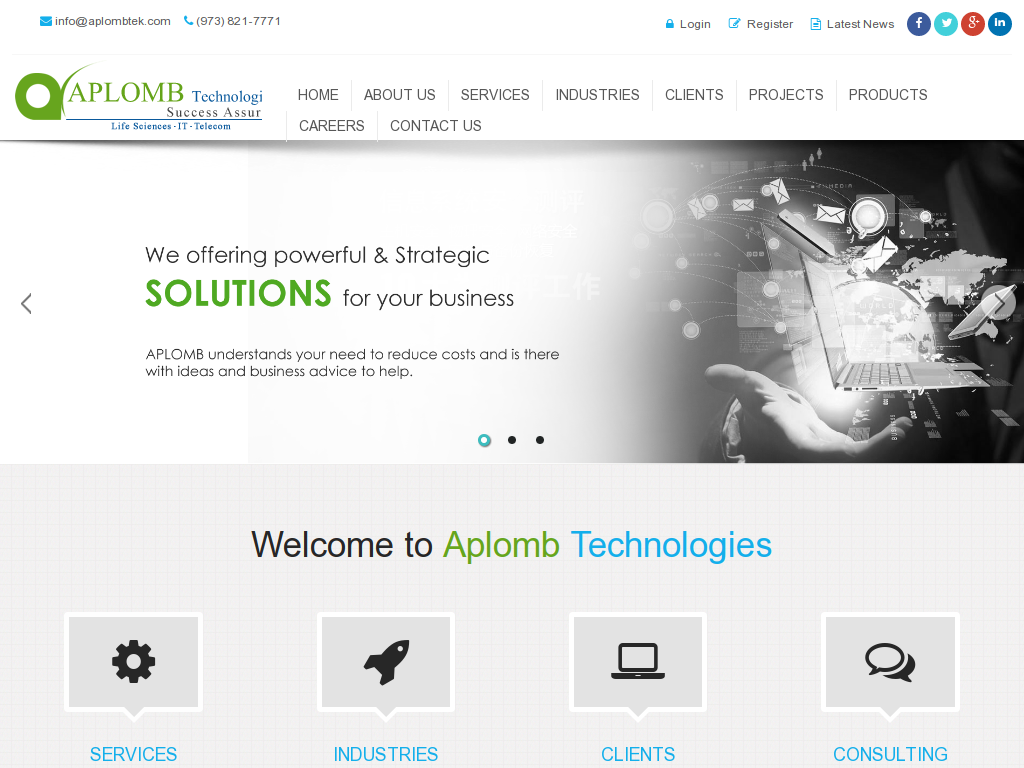 info@aplombtek.com (973) 821-7771
Login Register Latest News
APLOMB Technologi
Success Assur
Life Sciences - IT - Telecom
HOME ABOUT US SERVICES INDUSTRIES CLIENTS PROJECTS PRODUCTS
CAREERS CONTACT US
We offering powerful & Strategic
SOLUTIONS for your business
APLOMB understands your need to reduce costs and is there
with ideas and business advice to help.
Welcome to Aplomb Technologies
SERVICES INDUSTRIES CLIENTS CONSULTING